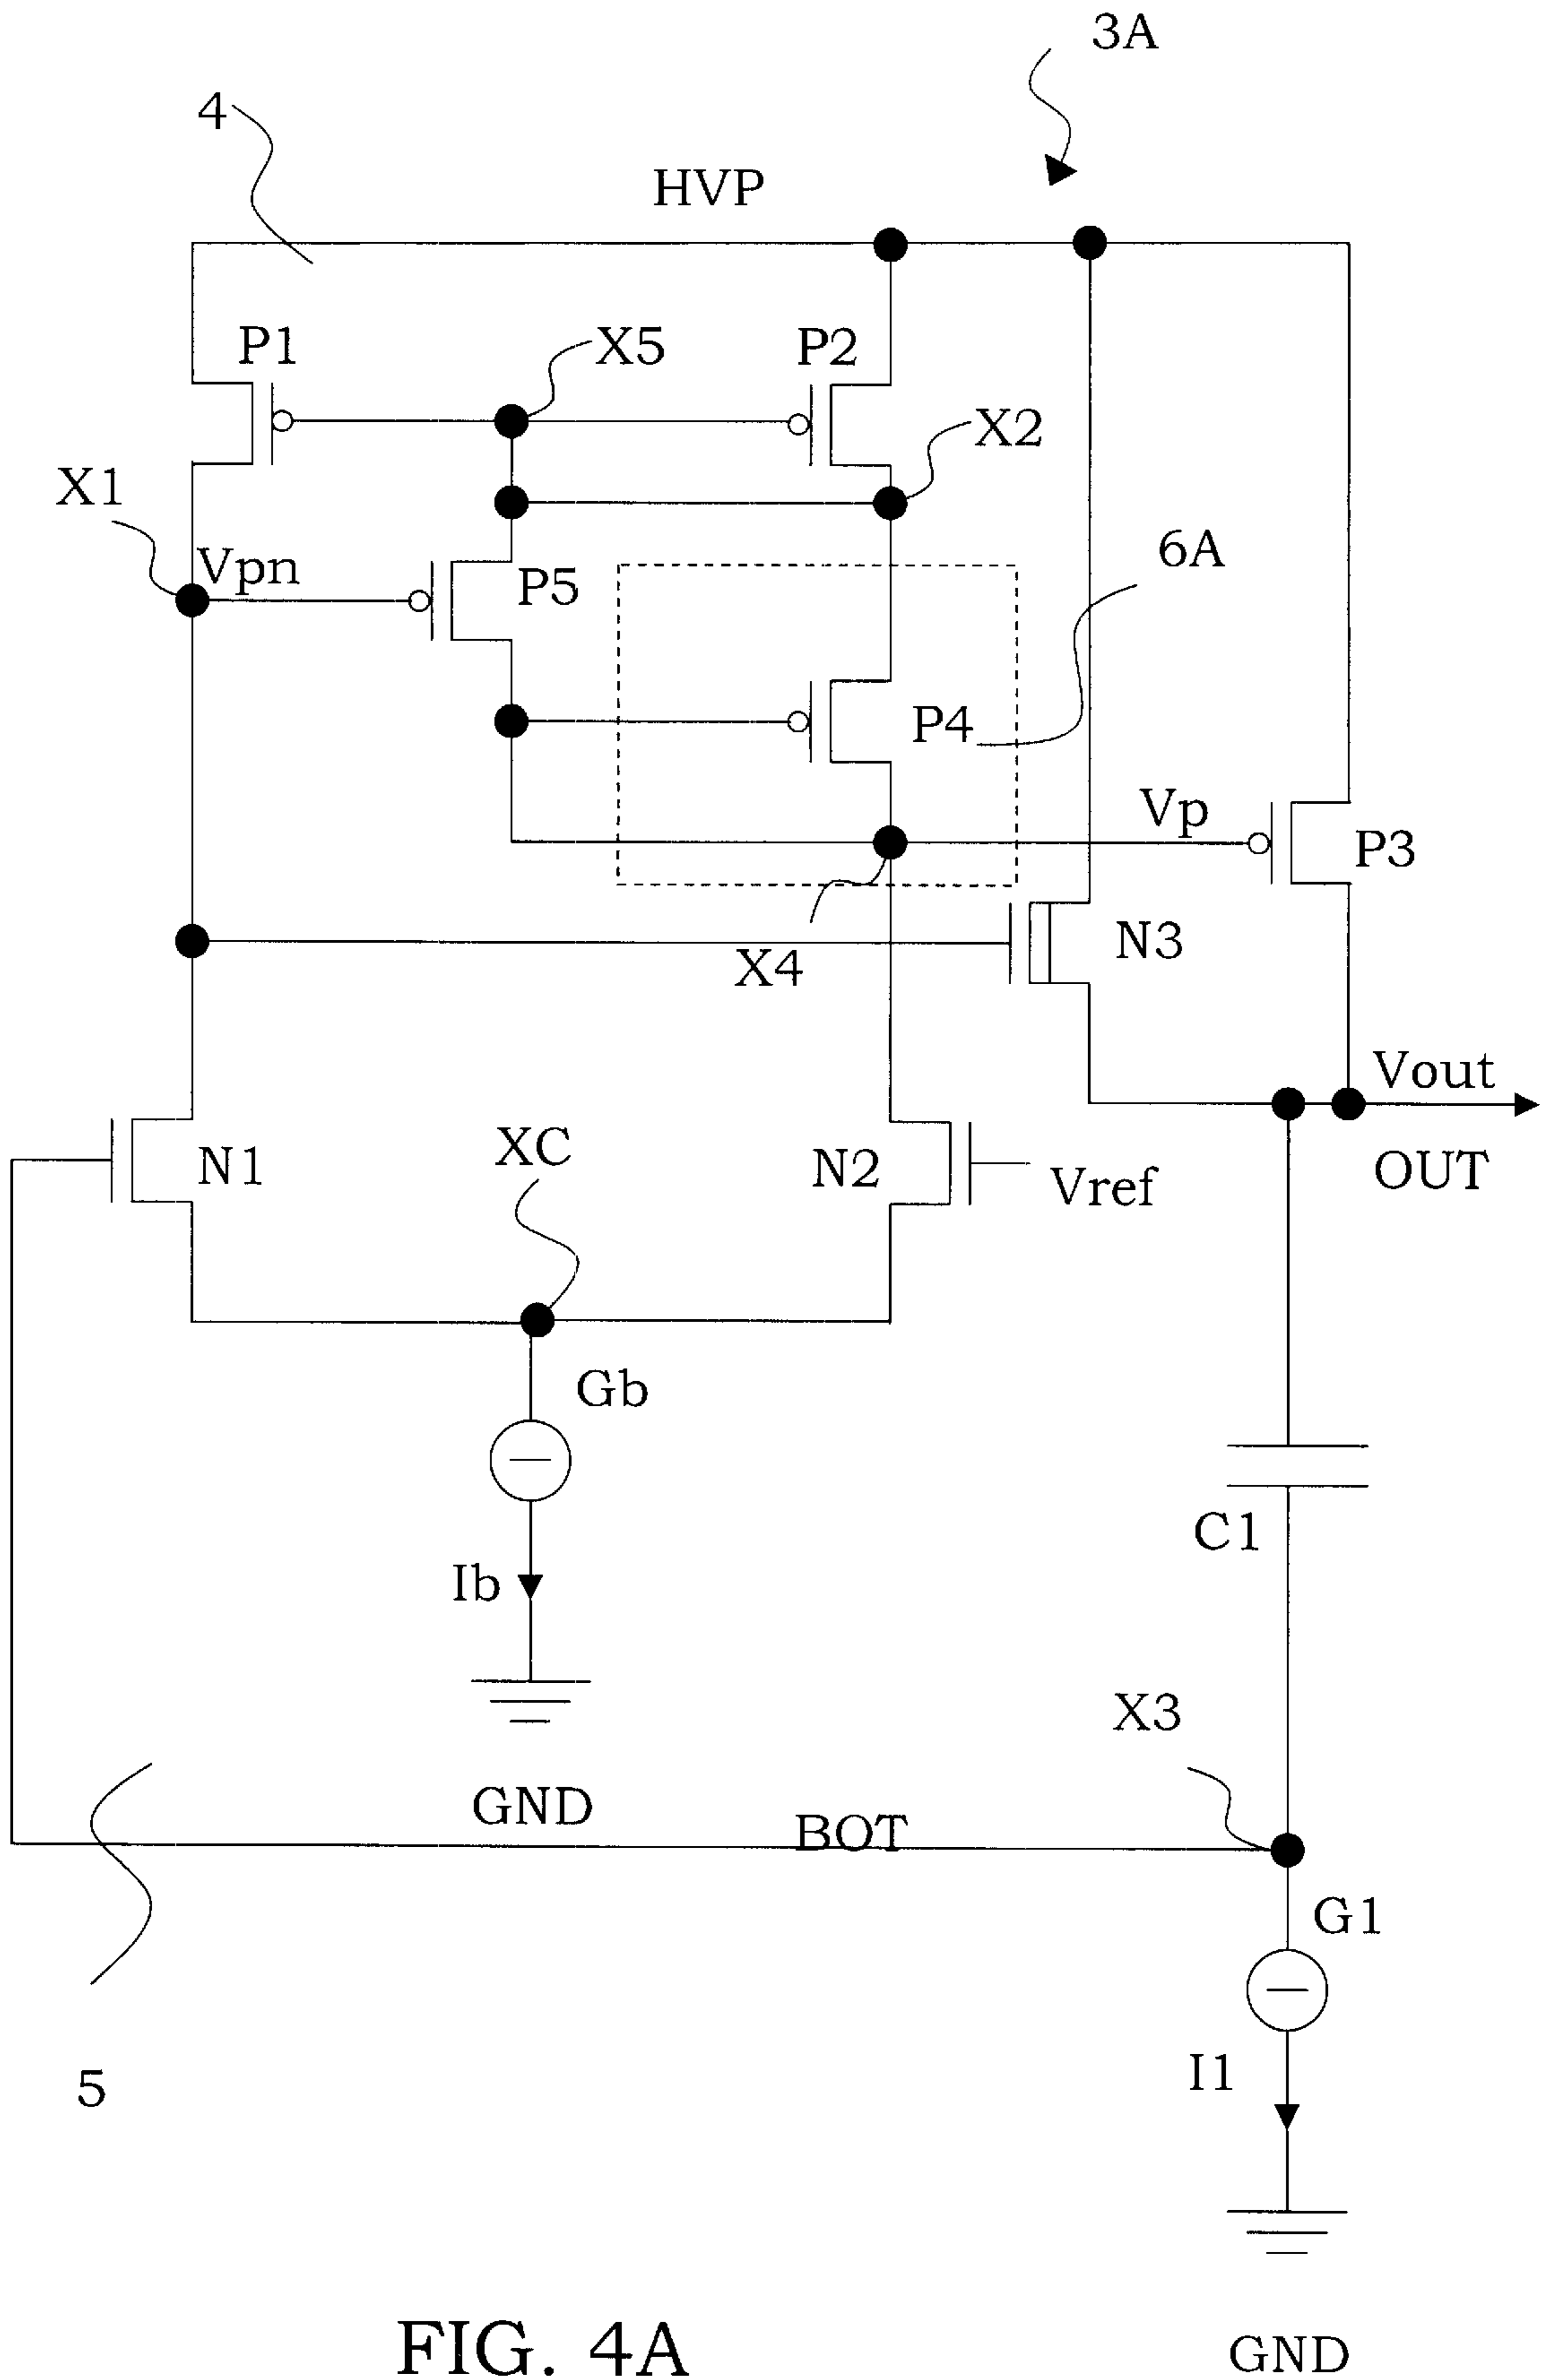 3A
4
HVP
P1
X5
P2
X2
X1
Vpn
P5
6A
P4
Vp
P3
X4
N3
Vout
N1
XC
N2
Vref
OUT
Gb
C1
Ib
X3
GND
BOT
G1
I1
5
FIG. 4A
GND